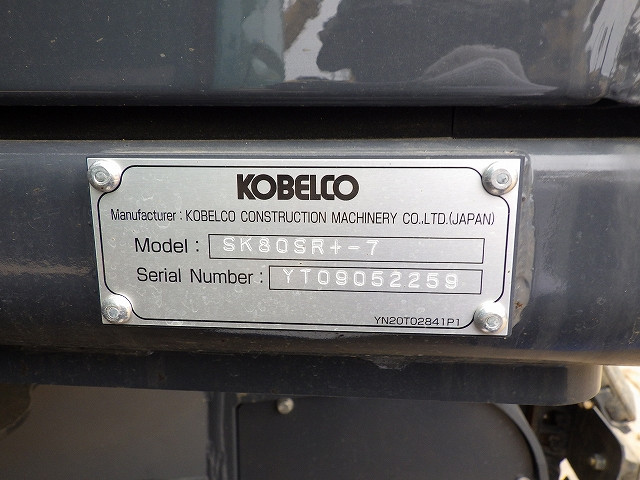 KOBELCO
Manufacturer : KOBELCO CONSTRUCTION MACHINERY CO.,LTD.(JAPAN)
Model : SK80SR+-7
Serial Number : YT09052259
YN20T02841P1